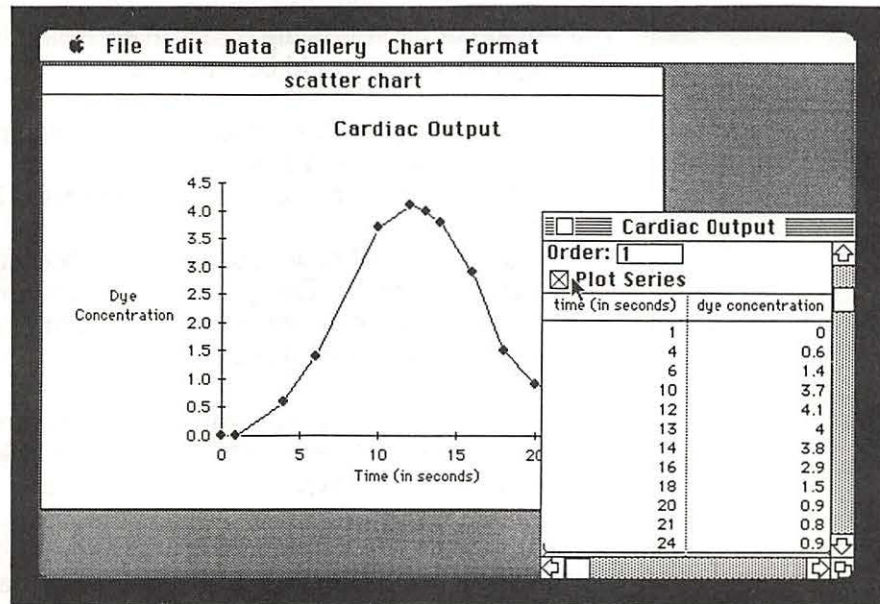 File Edit Data Gallery Chart Format
scatter chart
Cardiac Output
4.5
4.0
3.5
3.0
2.5
2.0
1.5
1.0
0.5
0.0
Dye
Concentration
0 5 10 15 20
Time (in seconds)
Cardiac Output
Order: 1
Plot Series
time (in seconds) dye concentration
1 0
4 0.6
6 1.4
10 3.7
12 4.1
13 4
14 3.8
16 2.9
18 1.5
20 0.9
21 0.8
24 0.9